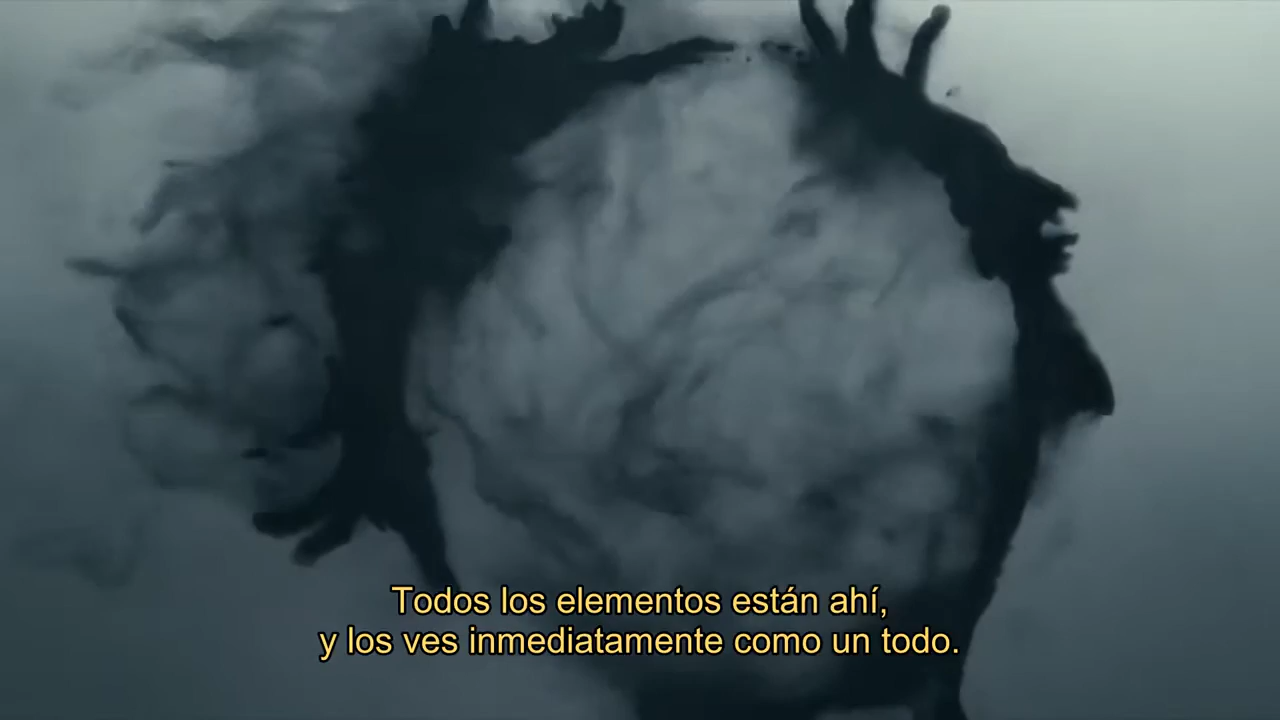 Todos los elementos están ahí,
y los ves inmediatamente como un todo.